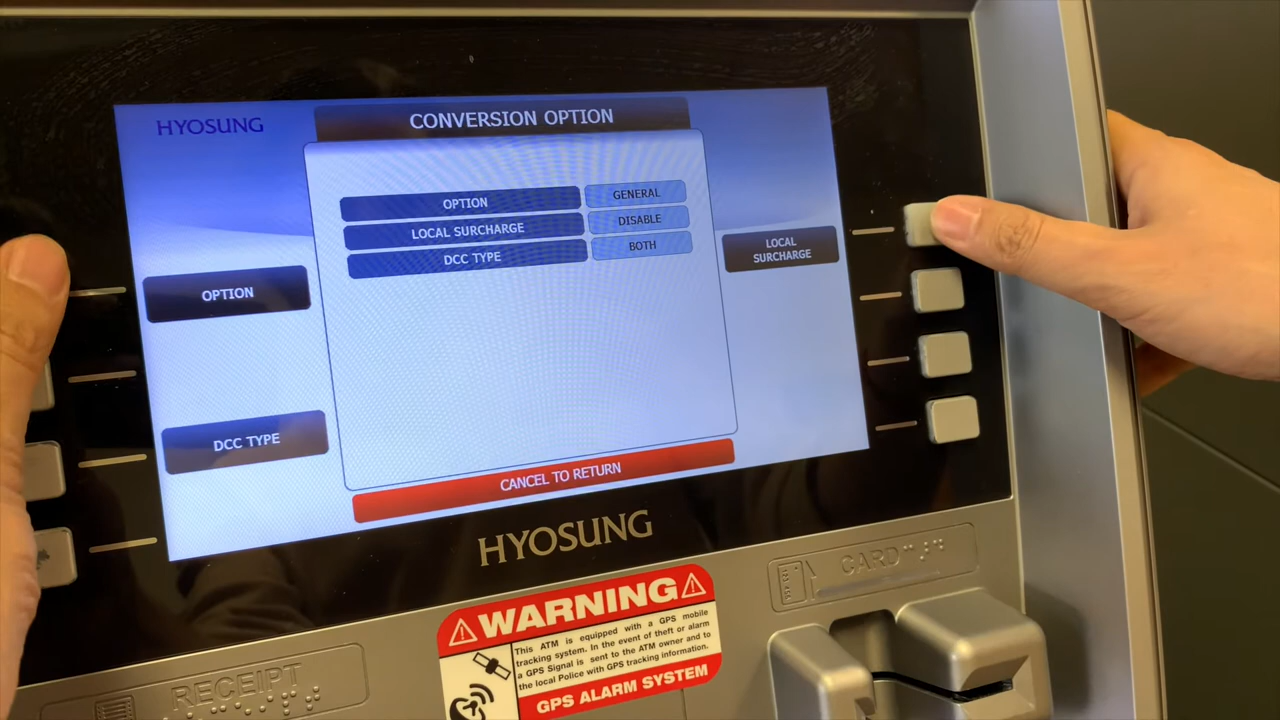 HYOSUNG
CONVERSION OPTION
OPTION
GENERAL
LOCAL SURCHARGE
DISABLE
DCC TYPE
BOTH
OPTION
LOCAL
SURCHARGE
DCC TYPE
CANCEL TO RETURN
HYOSUNG
CARD
WARNING
This ATM is equipped with a GPS mobile
tracking system. In the event of theft or alarm
a GPS Signal is sent to the ATM owner and to
the local Police with GPS tracking information.
GPS ALARM SYSTEM
RECEIPT